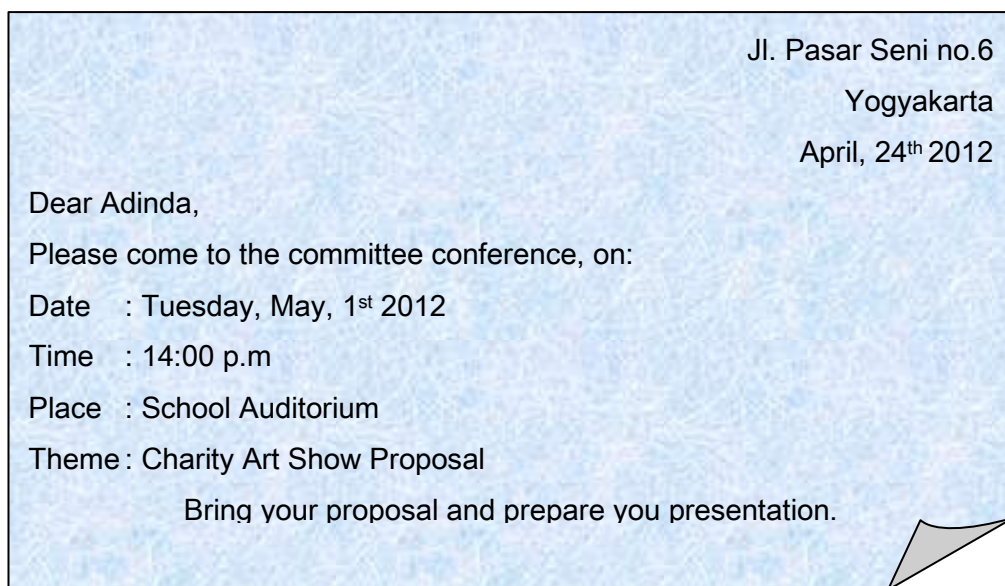 Jl. Pasar Seni no.6
Yogyakarta
April, 24th 2012
Dear Adinda,
Please come to the committee conference, on:
Date : Tuesday, May, 1st 2012
Time : 14:00 p.m
Place : School Auditorium
Theme : Charity Art Show Proposal
Bring your proposal and prepare you presentation.